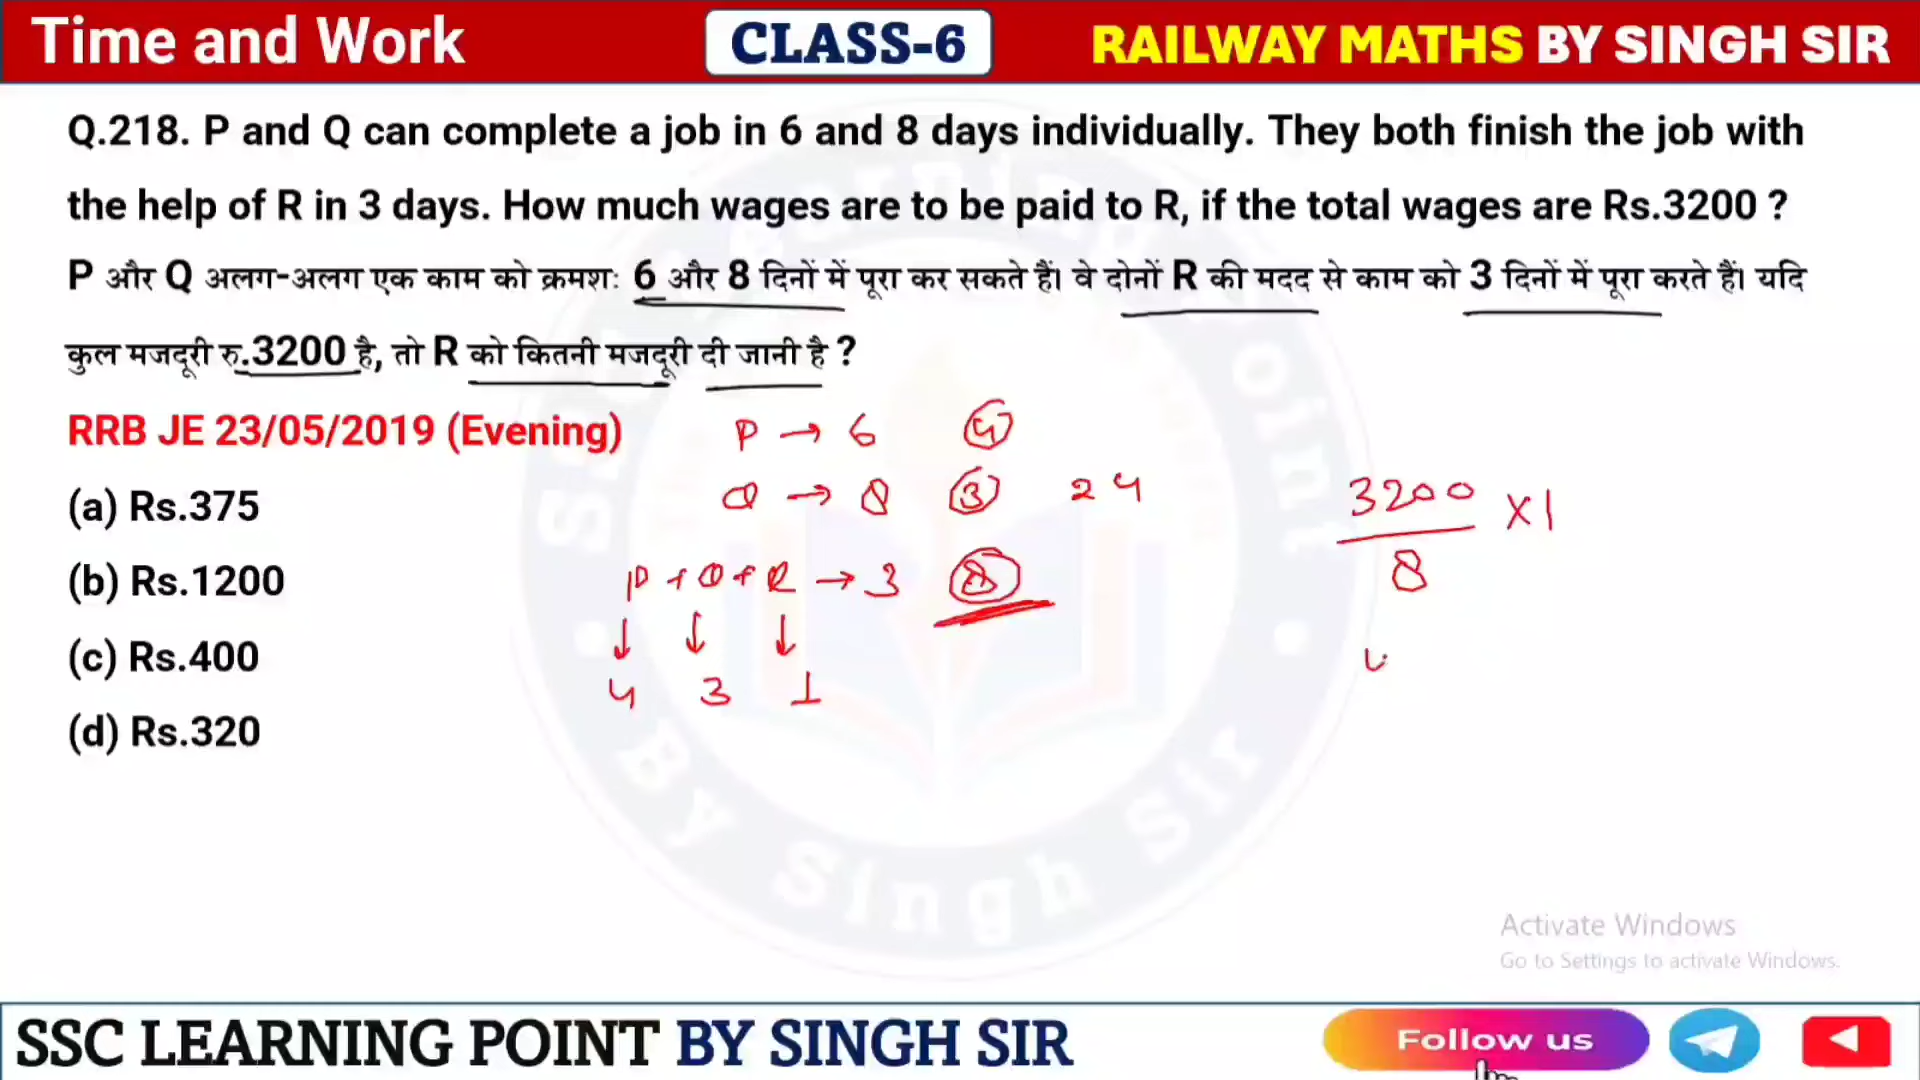 Time and Work
CLASS-6
RAILWAY MATHS BY SINGH SIR
Q.218. P and Q can complete a job in 6 and 8 days individually. They both finish the job with
the help of R in 3 days. How much wages are to be paid to R, if the total wages are Rs.3200 ?
P और Q अलग-अलग एक काम को क्रमशः 6 और 8 दिनों में पूरा कर सकते हैं। वे दोनों R की मदद से काम को 3 दिनों में पूरा करते हैं। यदि
कुल मजदूरी रु.3200 है, तो R को कितनी मजदूरी दी जानी है ?
RRB JE 23/05/2019 (Evening)
(a) Rs.375
(b) Rs.1200
(c) Rs.400
(d) Rs.320
P → 6 4
Q → 8 3 24
P + Q + R → 3 8
↓ ↓ ↓
4 3 1
3200 × 1
8
By Singh Sir
Activate Windows
Go to Settings to activate Windows.
SSC LEARNING POINT BY SINGH SIR
Follow us